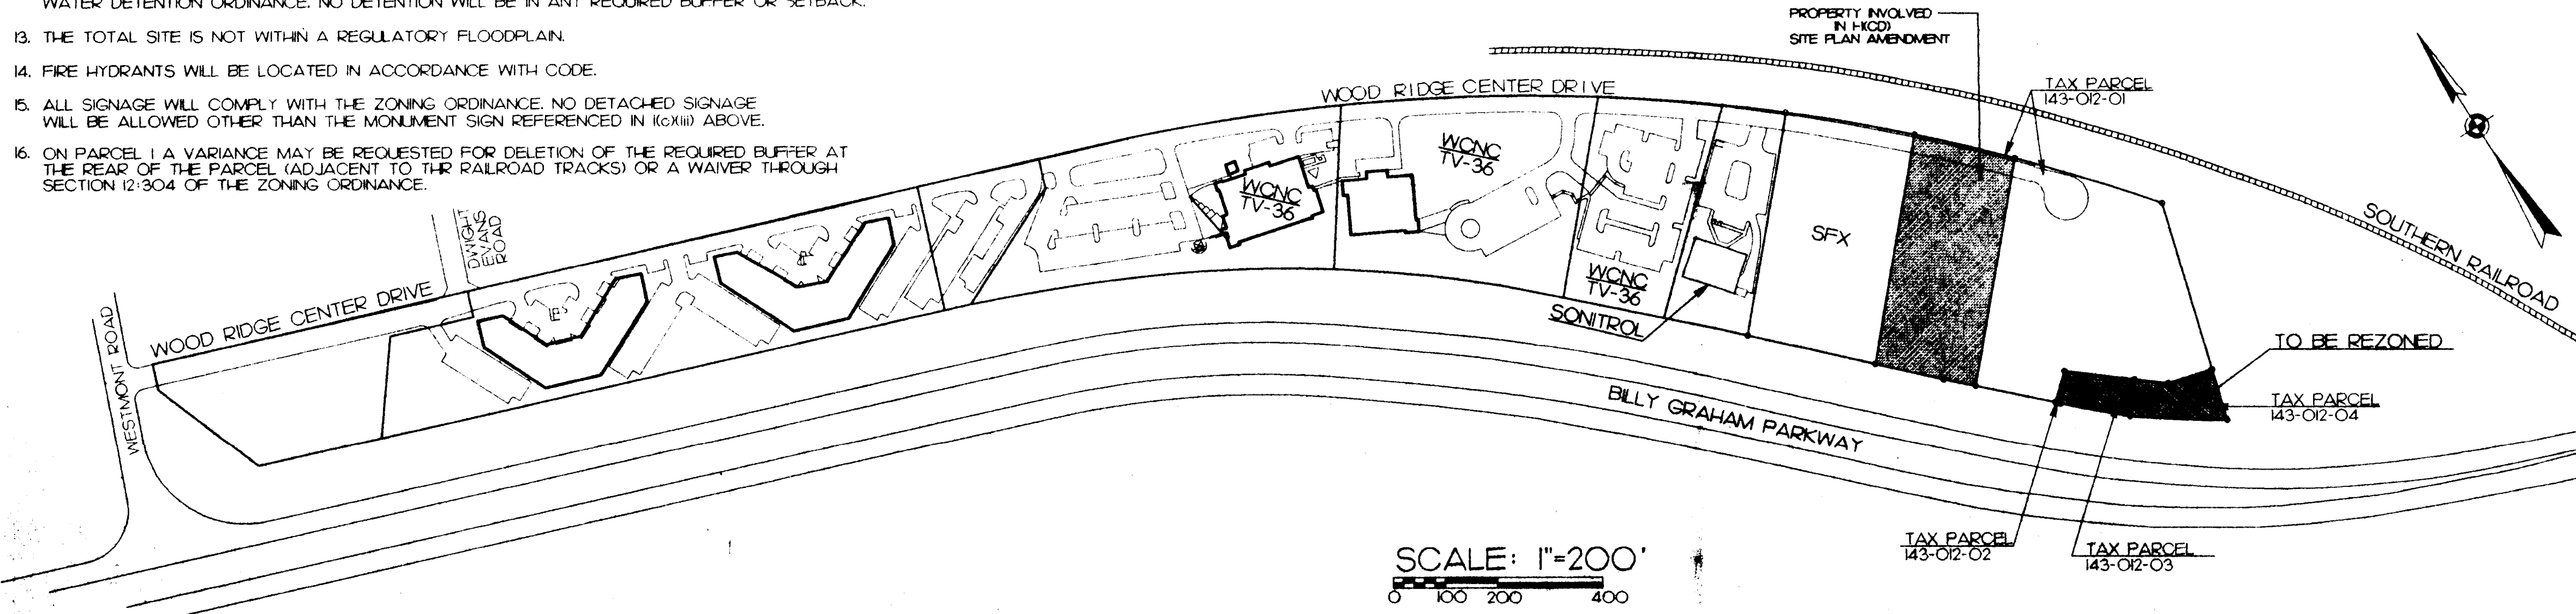 WATER DETENTION ORDINANCE. NO DETENTION WILL BE IN ANY REQUIRED BUFFER OR SETBACK.
13. THE TOTAL SITE IS NOT WITHIN A REGULATORY FLOODPLAIN.
14. FIRE HYDRANTS WILL BE LOCATED IN ACCORDANCE WITH CODE.
15. ALL SIGNAGE WILL COMPLY WITH THE ZONING ORDINANCE. NO DETACHED SIGNAGE
WILL BE ALLOWED OTHER THAN THE MONUMENT SIGN REFERENCED IN 1(c)(iii) ABOVE.
16. ON PARCEL 1 A VARIANCE MAY BE REQUESTED FOR DELETION OF THE REQUIRED BUFFER AT
THE REAR OF THE PARCEL (ADJACENT TO THR RAILROAD TRACKS) OR A WAIVER THROUGH
SECTION 12:304 OF THE ZONING ORDINANCE.
PROPERTY INVOLVED
IN I-1(CD)
SITE PLAN AMENDMENT
TAX PARCEL
143-012-01
WOOD RIDGE CENTER DRIVE
WCNC
TV-36
WCNC
TV-36
WCNC
TV-36
SFX
SONITROL
SOUTHERN RAILROAD
DWIGHT
EVANS
ROAD
WOOD RIDGE CENTER DRIVE
WESTMONT ROAD
BILLY GRAHAM PARKWAY
TO BE REZONED
TAX PARCEL
143-012-04
TAX PARCEL
143-012-02
TAX PARCEL
143-012-03
SCALE: 1"=200'
0 100 200 400